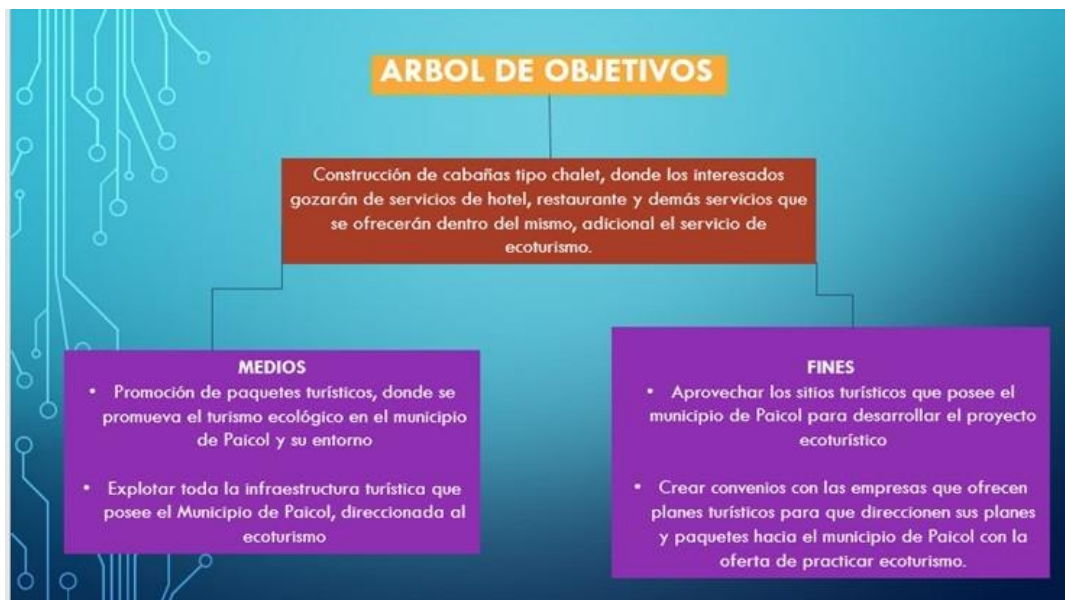 ARBOL DE OBJETIVOS
Construcción de cabañas tipo chalet, donde los interesados
gozarán de servicios de hotel, restaurante y demás servicios que
se ofrecerán dentro del mismo, adicional el servicio de
ecoturismo.
MEDIOS
• Promoción de paquetes turísticos, donde se
promueva el turismo ecológico en el municipio
de Paicol y su entorno
• Explotar toda la infraestructura turística que
posee el Municipio de Paicol, direccionada al
ecoturismo
FINES
• Aprovechar los sitios turísticos que posee el
municipio de Paicol para desarrollar el proyecto
ecoturístico
• Crear convenios con las empresas que ofrecen
planes turísticos para que direccionen sus planes
y paquetes hacia el municipio de Paicol con la
oferta de practicar ecoturismo.